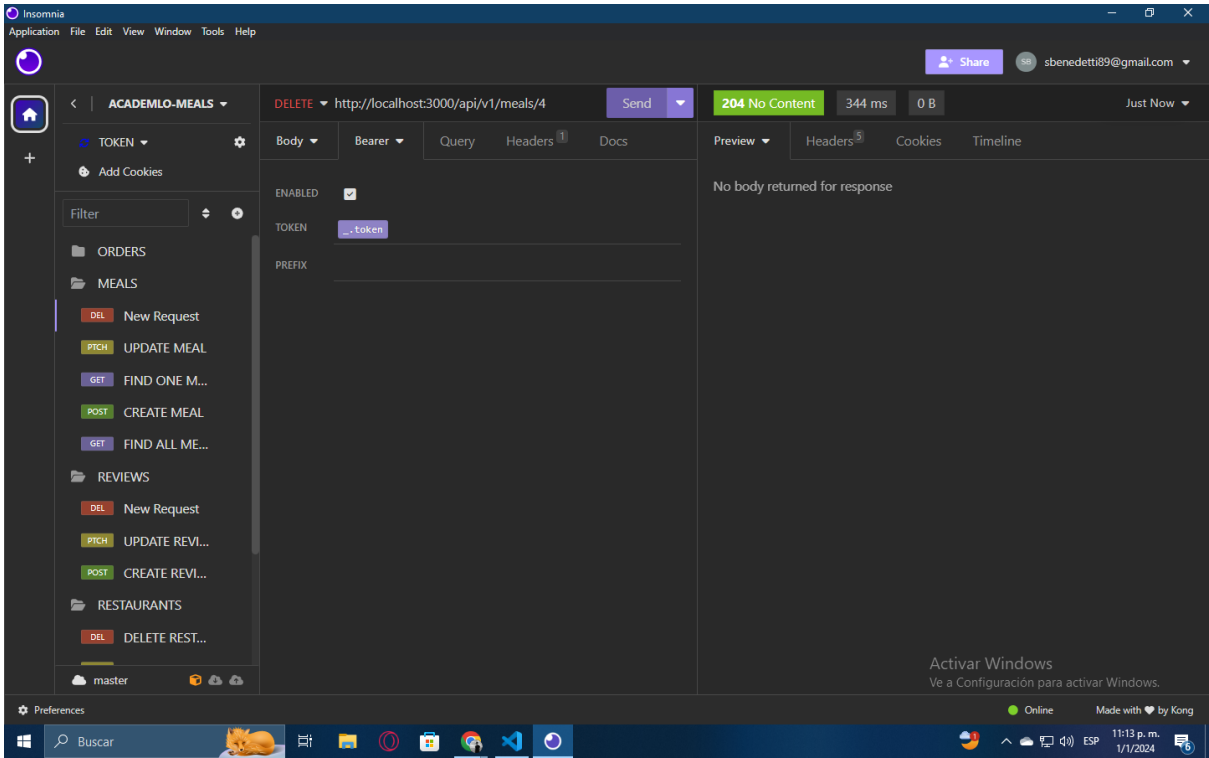 Insomnia
Application File Edit View Window Tools Help
Share SB sbenedetti89@gmail.com
ACADEMLO-MEALS
DELETE http://localhost:3000/api/v1/meals/4 Send
204 No Content 344 ms 0 B Just Now
TOKEN
Body Bearer Query Headers 1 Docs
Preview Headers 5 Cookies Timeline
Add Cookies
ENABLED
No body returned for response
Filter
TOKEN _.token
PREFIX
ORDERS
MEALS
DEL New Request
PTCH UPDATE MEAL
GET FIND ONE M...
POST CREATE MEAL
GET FIND ALL ME...
REVIEWS
DEL New Request
PTCH UPDATE REVI...
POST CREATE REVI...
RESTAURANTS
DEL DELETE REST...
Activar Windows
Ve a Configuración para activar Windows.
master
Preferences
Online Made with ♥ by Kong
Buscar
ESP
11:13 p. m.
1/1/2024
6